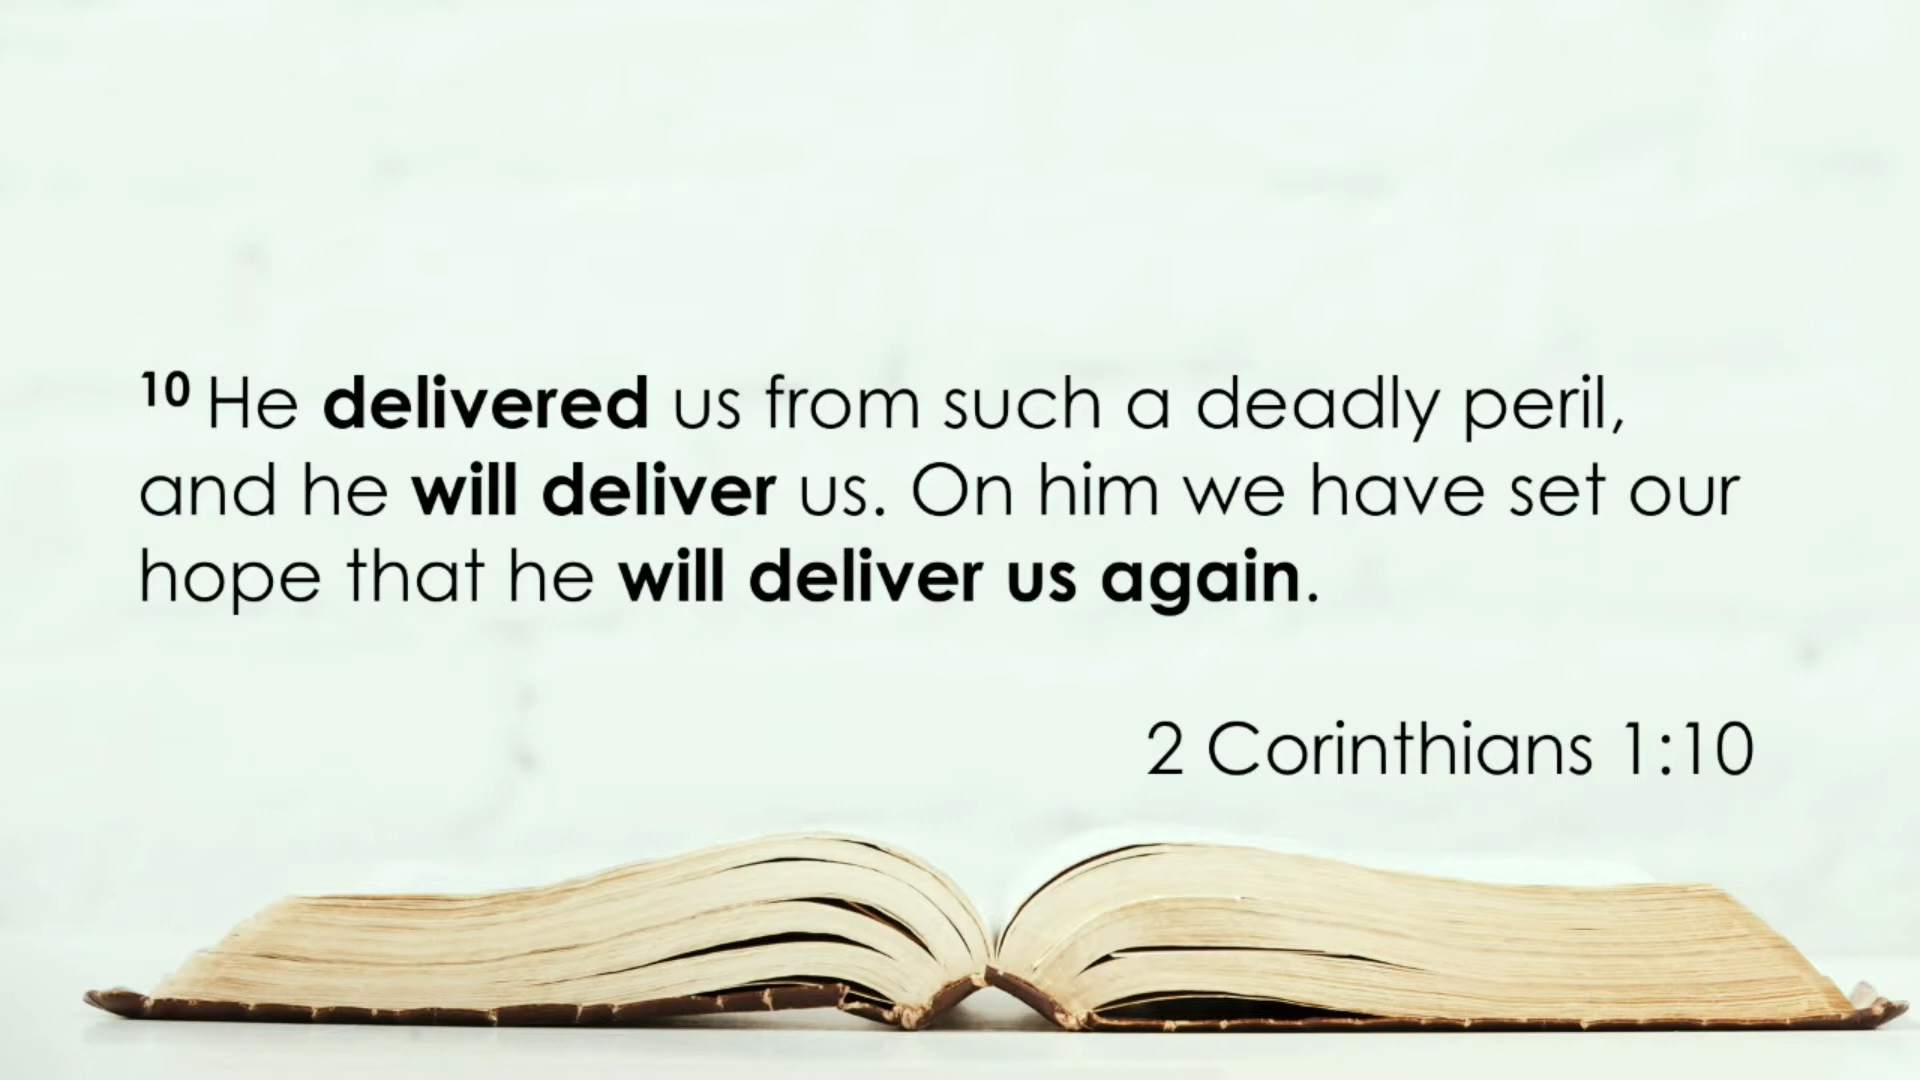 10 He delivered us from such a deadly peril,
and he will deliver us. On him we have set our
hope that he will deliver us again.
2 Corinthians 1:10